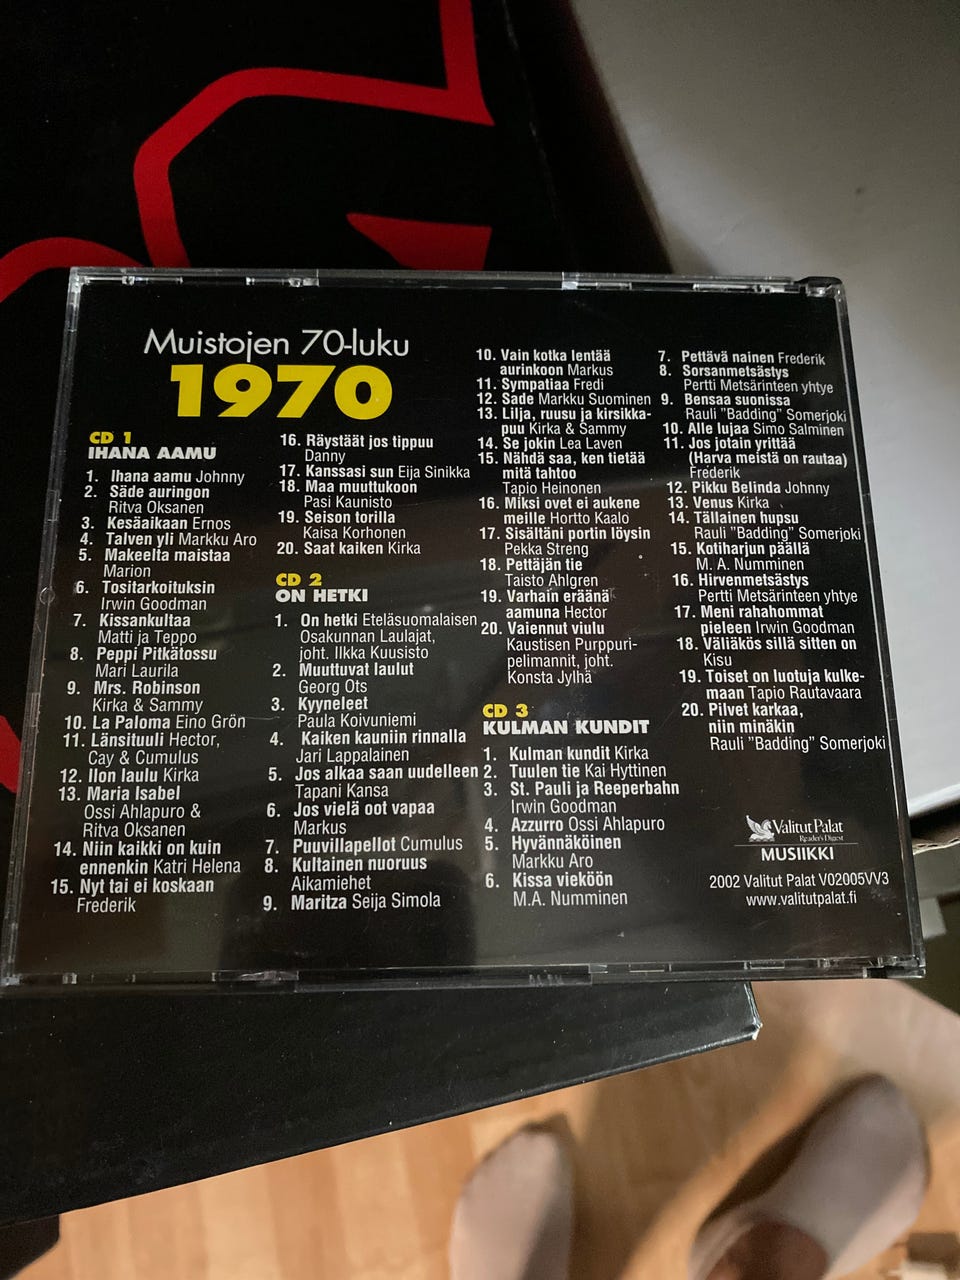 Muistojen 70-luku
1970
CD 1
IHANA AAMU
1. Ihana aamu Johnny
2. Säde auringon
Ritva Oksanen
3. Kesäaikaan Ernos
4. Talven yli Markku Aro
5. Makeelta maistaa
Marion
6. Tositarkoituksin
Irwin Goodman
7. Kissankultaa
Matti ja Teppo
8. Peppi Pitkätossu
Mari Laurila
9. Mrs. Robinson
Kirka & Sammy
10. La Paloma Eino Grön
11. Länsituuli Hector,
Cay & Cumulus
12. Ilon laulu Kirka
13. Maria Isabel
Ossi Ahlapuro &
Ritva Oksanen
14. Niin kaikki on kuin
ennenkin Katri Helena
15. Nyt tai ei koskaan
Frederik
16. Räystäät jos tippuu
Danny
17. Kanssasi sun Eija Sinikka
18. Maa muuttukoon
Pasi Kaunisto
19. Seison torilla
Kaisa Korhonen
20. Saat kaiken Kirka
CD 2
ON HETKI
1. On hetki Eteläsuomalaisen
Osakunnan Laulajat,
joht. Ilkka Kuusisto
2. Muuttuvat laulut
Georg Ots
3. Kyyneleet
Paula Koivuniemi
4. Kaiken kauniin rinnalla
Jari Lappalainen
5. Jos alkaa saan uudelleen
Tapani Kansa
6. Jos vielä oot vapaa
Markus
7. Puuvillapellot Cumulus
8. Kultainen nuoruus
Aikamiehet
9. Maritza Seija Simola
10. Vain kotka lentää
aurinkoon Markus
11. Sympatiaa Fredi
12. Sade Markku Suominen
13. Lilja, ruusu ja kirsikka-
puu Kirka & Sammy
14. Se jokin Lea Laven
15. Nähdä saa, ken tietää
mitä tahtoo
Tapio Heinonen
16. Miksi ovet ei aukene
meille Hortto Kaalo
17. Sisältäni portin löysin
Pekka Streng
18. Pettäjän tie
Taisto Ahlgren
19. Varhain eräänä
aamuna Hector
20. Vaiennut viulu
Kaustisen Purppuri-
pelimannit, joht.
Konsta Jylhä
CD 3
KULMAN KUNDIT
1. Kulman kundit Kirka
2. Tuulen tie Kai Hyttinen
3. St. Pauli ja Reeperbahn
Irwin Goodman
4. Azzurro Ossi Ahlapuro
5. Hyvännäköinen
Markku Aro
6. Kissa vieköön
M.A. Numminen
7. Pettävä nainen Frederik
8. Sorsanmetsästys
Pertti Metsärinteen yhtye
9. Bensaa suonissa
Rauli "Badding" Somerjoki
10. Alle lujaa Simo Salminen
11. Jos jotain yrittää
(Harva meistä on rautaa)
Frederik
12. Pikku Belinda Johnny
13. Venus Kirka
14. Tällainen hupsu
Rauli "Badding" Somerjoki
15. Kotiharjun päällä
M. A. Numminen
16. Hirvenmetsästys
Pertti Metsärinteen yhtye
17. Meni rahahommat
pieleen Irwin Goodman
18. Väliäkös sillä sitten on
Kisu
19. Toiset on luotuja kulke-
maan Tapio Rautavaara
20. Pilvet karkaa,
niin minäkin
Rauli "Badding" Somerjoki
Valitut Palat
Reader's Digest
MUSIIKKI
2002 Valitut Palat V02005VV3
www.valitutpalat.fi